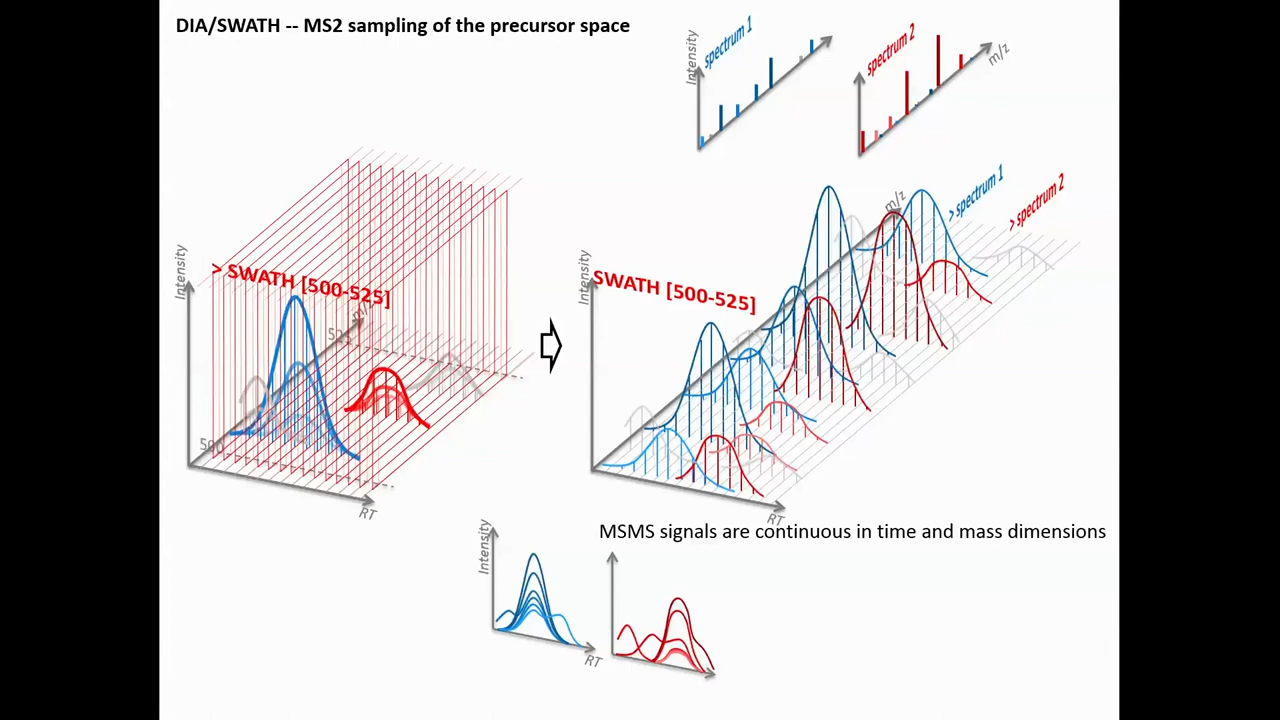 DIA/SWATH -- MS2 sampling of the precursor space
Intensity
spectrum 1
spectrum 2
m/z
Intensity
> SWATH [500-525]
500
RT
Intensity
SWATH [500-525]
m/z
> spectrum 1
> spectrum 2
RT
MSMS signals are continuous in time and mass dimensions
Intensity
RT